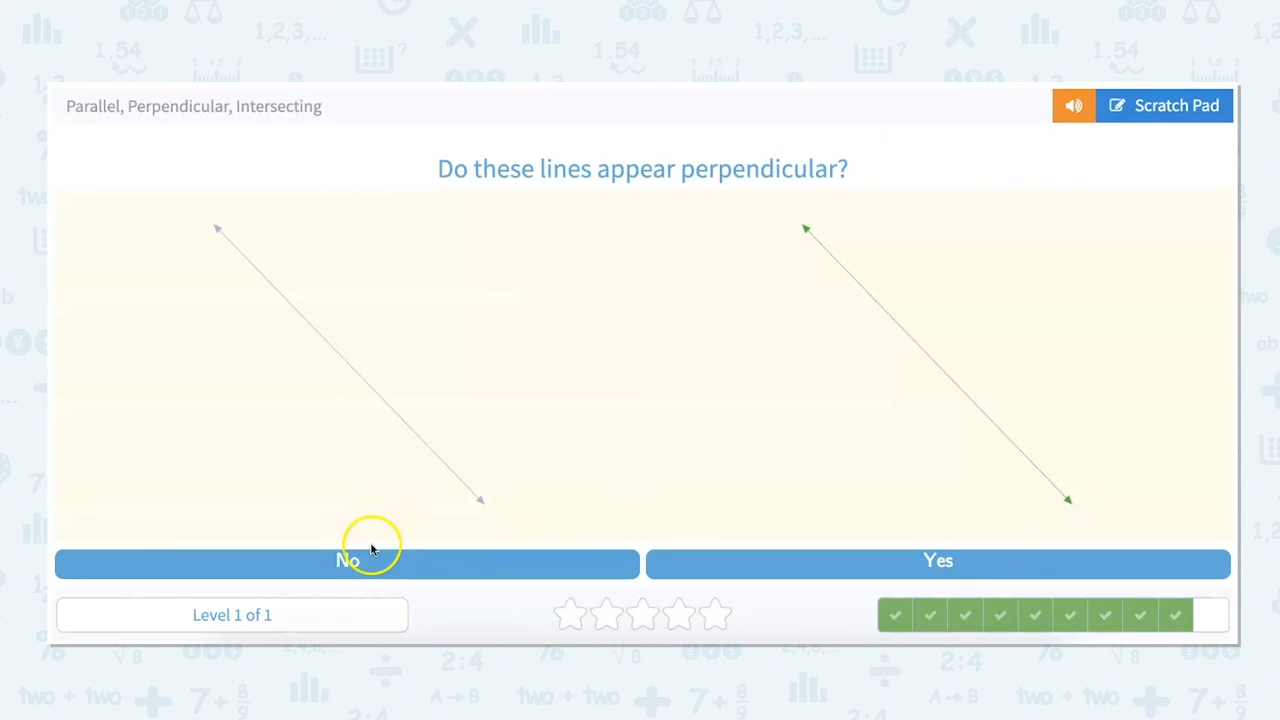 Parallel, Perpendicular, Intersecting
Scratch Pad
Do these lines appear perpendicular?
No
Yes
Level 1 of 1